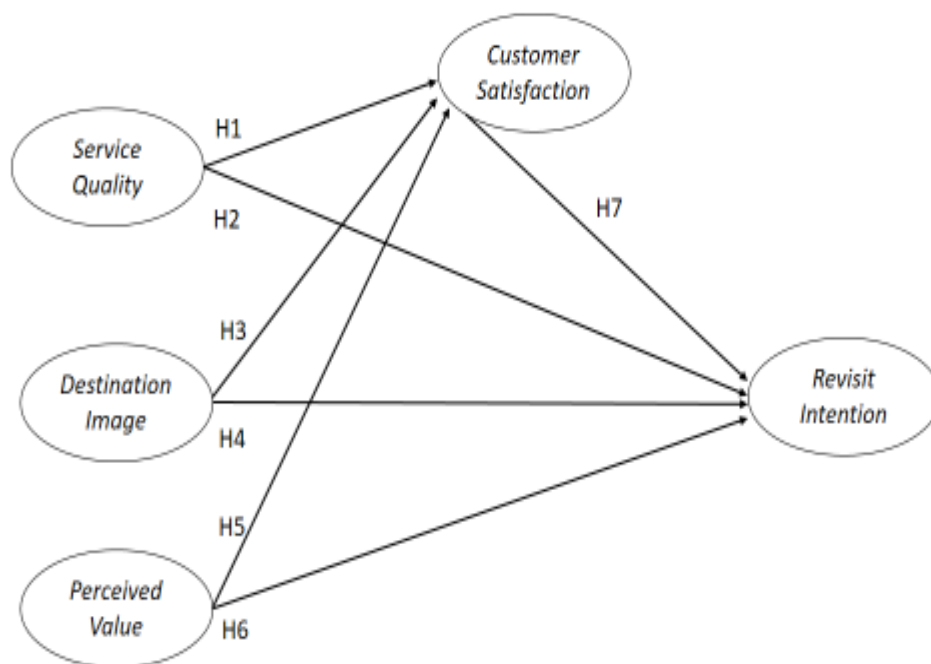 Customer
Satisfaction
H1
Service
Quality
H2
H7
H3
Destination
Image
H4
Revisit
Intention
H5
Perceived
Value
H6